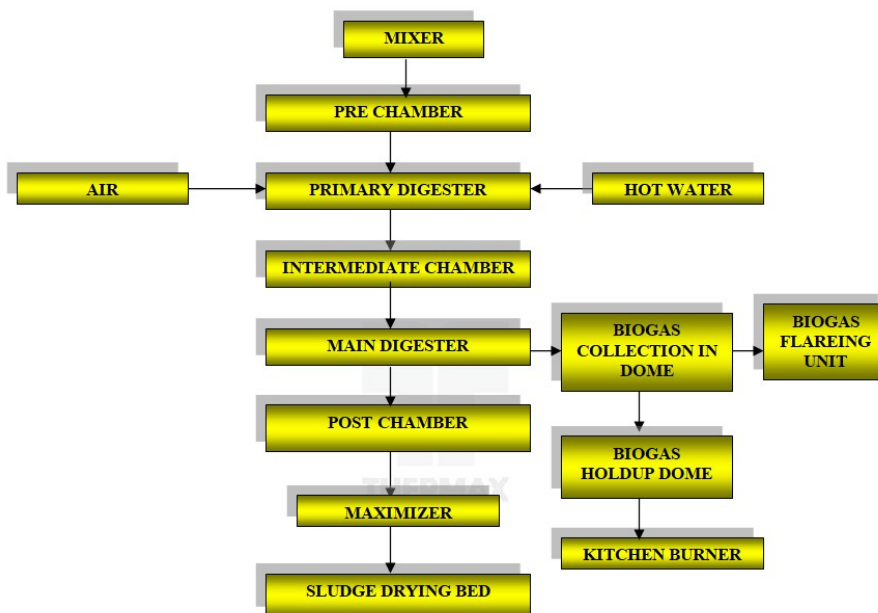 MIXER
PRE CHAMBER
AIR
PRIMARY DIGESTER
HOT WATER
INTERMEDIATE CHAMBER
MAIN DIGESTER
BIOGAS
COLLECTION IN
DOME
BIOGAS
FLAREING
UNIT
POST CHAMBER
BIOGAS
HOLDUP DOME
THERMAX
MAXIMIZER
KITCHEN BURNER
SLUDGE DRYING BED